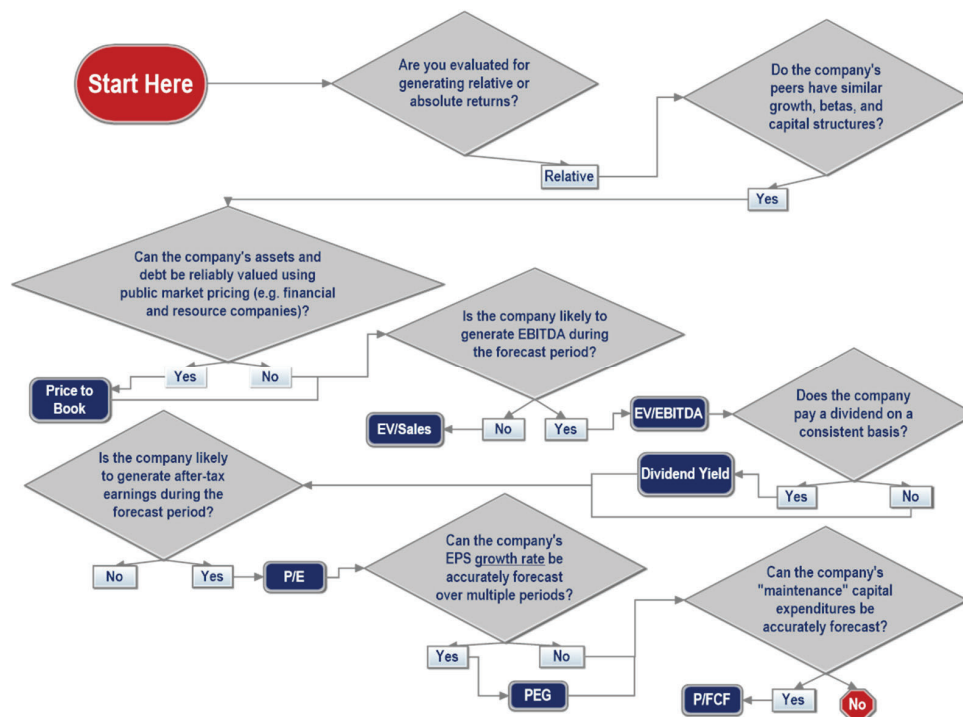 Start Here
Are you evaluated for
generating relative or
absolute returns?
Relative
Do the company's
peers have similar
growth, betas, and
capital structures?
Yes
Can the company's assets and
debt be reliably valued using
public market pricing (e.g. financial
and resource companies)?
Yes
No
Price to
Book
Is the company likely to
generate EBITDA during
the forecast period?
No
Yes
EV/Sales
EV/EBITDA
Does the company
pay a dividend on a
consistent basis?
Yes
No
Dividend Yield
Is the company likely
to generate after-tax
earnings during the
forecast period?
No
Yes
P/E
Can the company's
EPS growth rate be
accurately forecast
over multiple periods?
Yes
No
PEG
Can the company's
"maintenance" capital
expenditures be
accurately forecast?
P/FCF
Yes
No